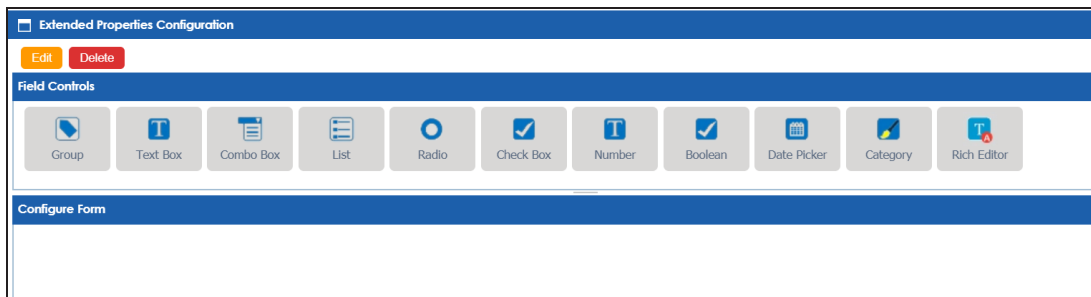 Extended Properties Configuration
Edit Delete
Field Controls
Group Text Box Combo Box List Radio Check Box Number Boolean Date Picker Category Rich Editor
Configure Form